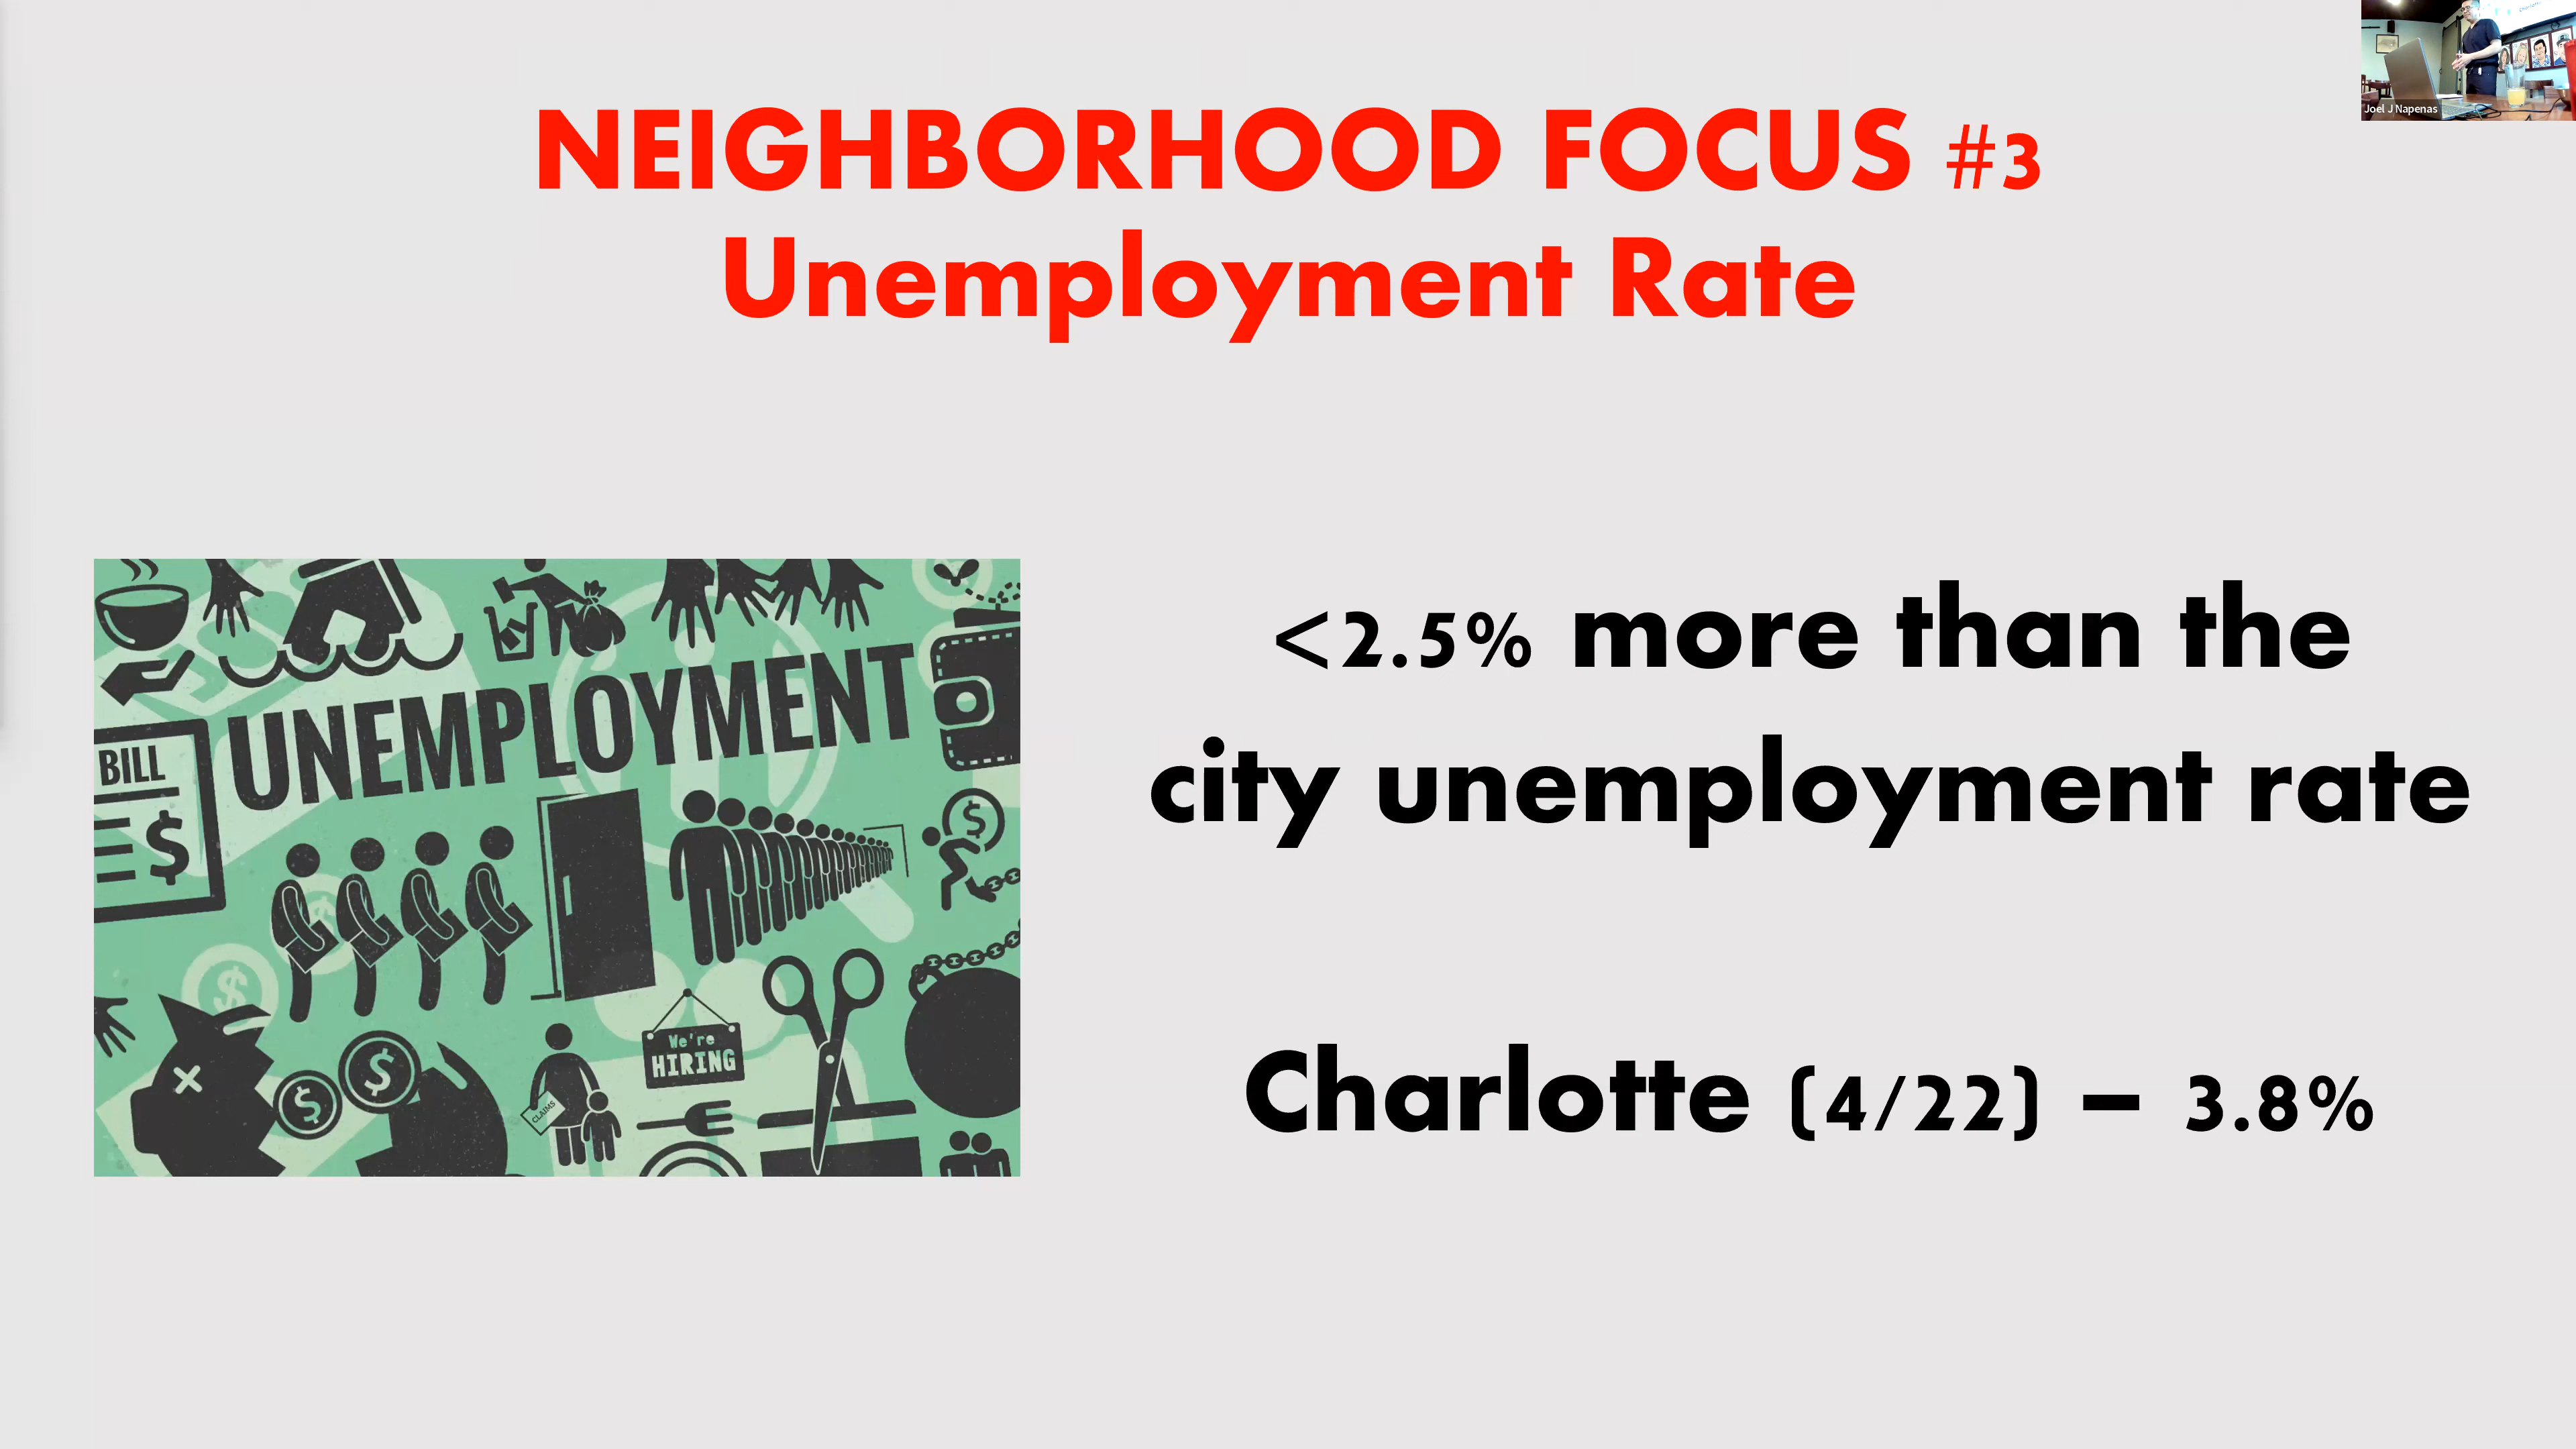 Joel J Napenas
NEIGHBORHOOD FOCUS #3
Unemployment Rate
<2.5% more than the
city unemployment rate
Charlotte (4/22) – 3.8%
UNEMPLOYMENT
BILL
$
$
$
We're
HIRING
$
$
CLAIMS